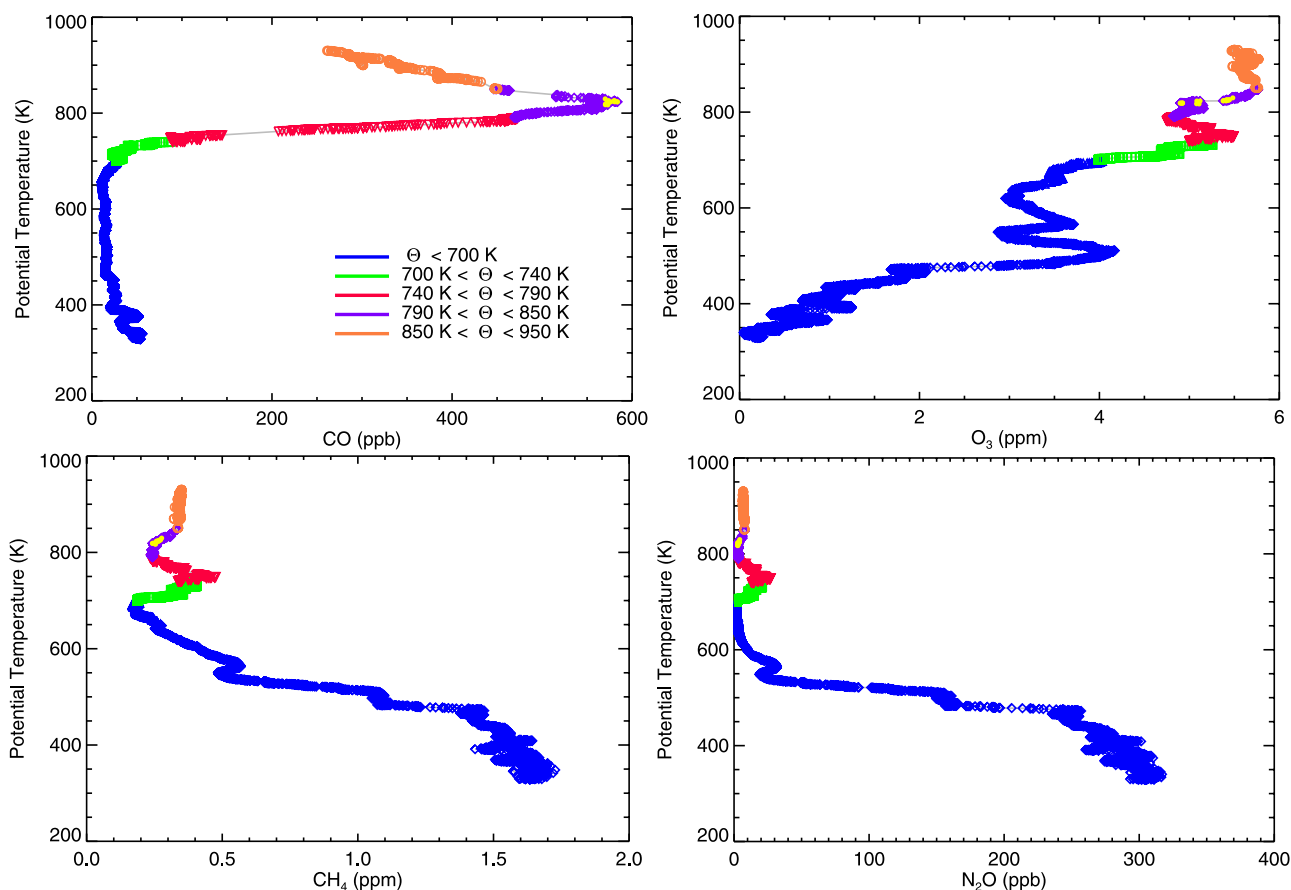 1000
800
600
400
200
Potential Temperature (K)
0
200
400
600
CO (ppb)
Θ < 700 K
700 K < Θ < 740 K
740 K < Θ < 790 K
790 K < Θ < 850 K
850 K < Θ < 950 K
1000
800
600
400
200
Potential Temperature (K)
0
2
4
6
O3 (ppm)
1000
800
600
400
200
Potential Temperature (K)
0.0
0.5
1.0
1.5
2.0
CH4 (ppm)
1000
800
600
400
200
Potential Temperature (K)
0
100
200
300
400
N2O (ppb)